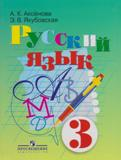 А. К. Аксёнова
Э. В. Якубовская
Русский
язык
3
ПРОСВЕЩЕНИЕ